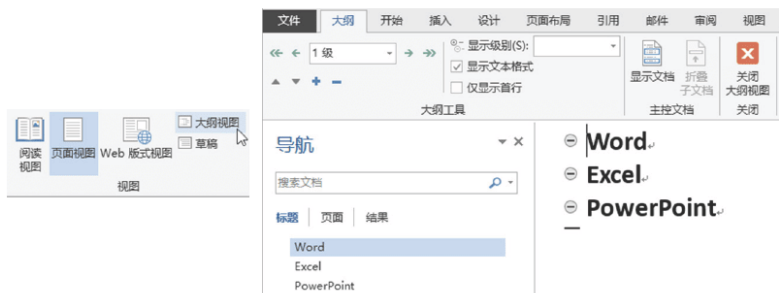 阅读
视图
页面视图
Web 版式视图
大纲视图
草稿
视图
文件 大纲 开始 插入 设计 页面布局 引用 邮件 审阅 视图
1 级
显示级别(S):
显示文本格式
仅显示首行
大纲工具
显示文档
折叠
子文档
主控文档
关闭
大纲视图
关闭
导航
搜索文档
标题 页面 结果
Word
Excel
PowerPoint
Word
Excel
PowerPoint